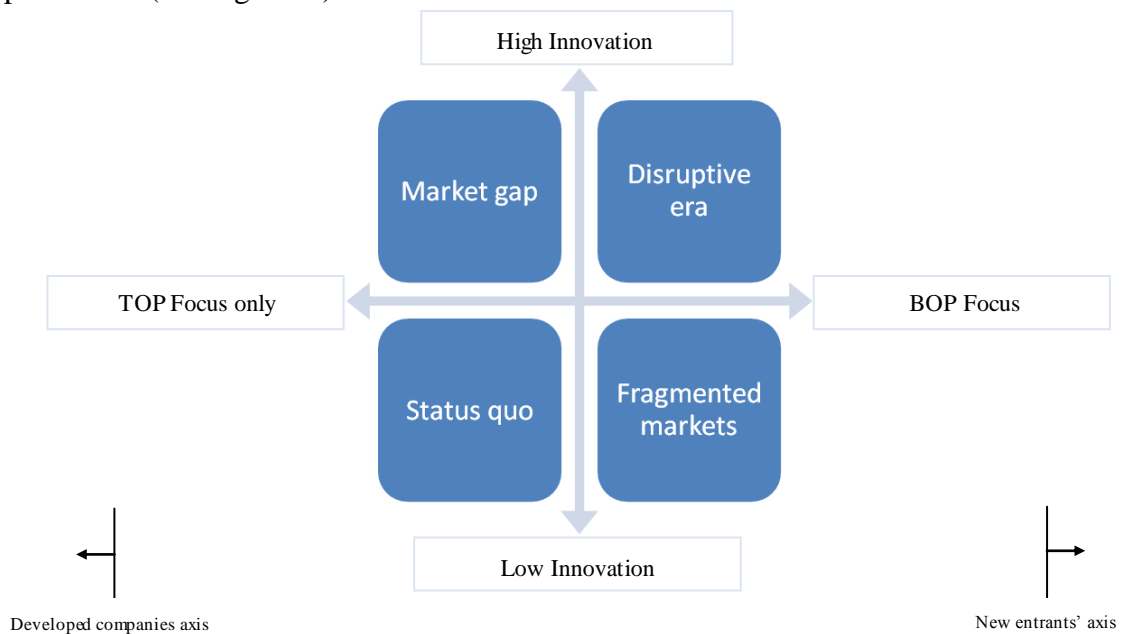 High Innovation
Market gap
Disruptive
era
TOP Focus only
BOP Focus
Status quo
Fragmented
markets
Low Innovation
Developed companies axis
New entrants’ axis